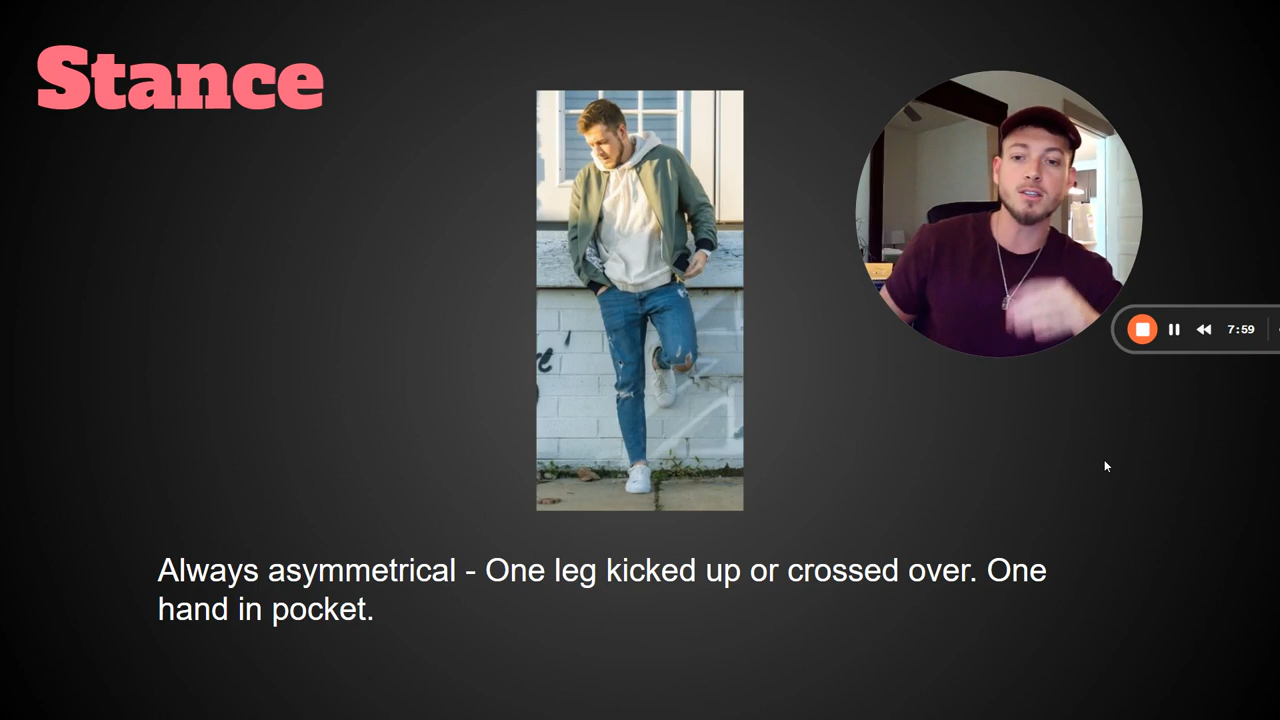 Stance
7:59
Always asymmetrical - One leg kicked up or crossed over. One
hand in pocket.